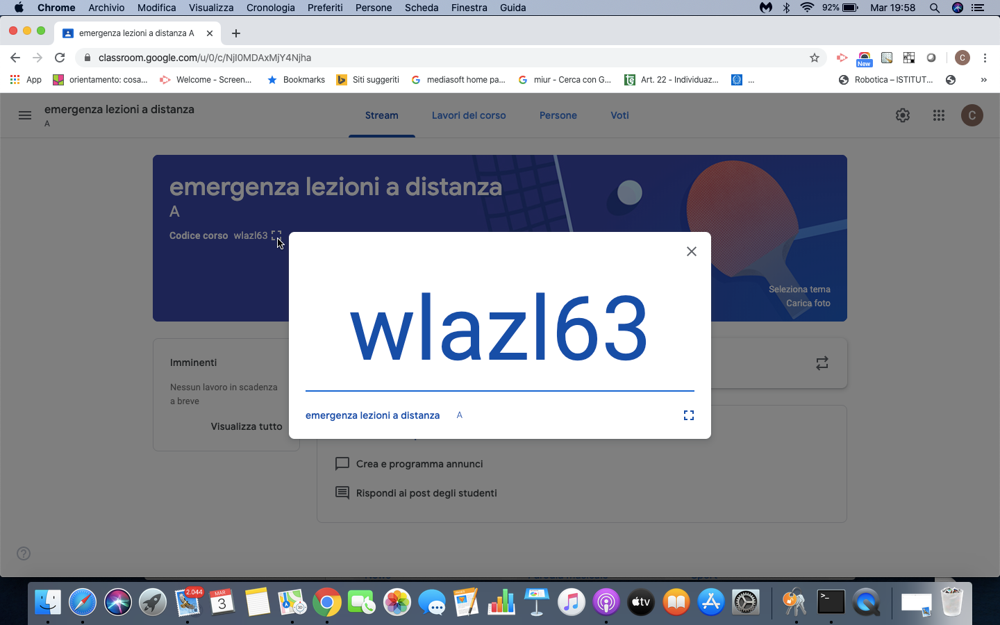 Chrome Archivio Modifica Visualizza Cronologia Preferiti Persone Scheda Finestra Guida 92% Mar 19:58
emergenza lezioni a distanza A
classroom.google.com/u/0/c/NjI0MDAxMjY4Njha New C
App orientamento: cosa... Welcome - Screen... Bookmarks Siti suggeriti mediasoft home pa... miur - Cerca con G... Art. 22 - Individuaz... ... Robotica – ISTITUT... »
emergenza lezioni a distanza
A
Stream Lavori del corso Persone Voti C
emergenza lezioni a distanza
A
Codice corso wlazl63
Seleziona tema
Carica foto
wlazl63
emergenza lezioni a distanza A
Imminenti
Nessun lavoro in scadenza
a breve
Visualizza tutto
Crea e programma annunci
Rispondi ai post degli studenti
2.044
MAR
3
tv